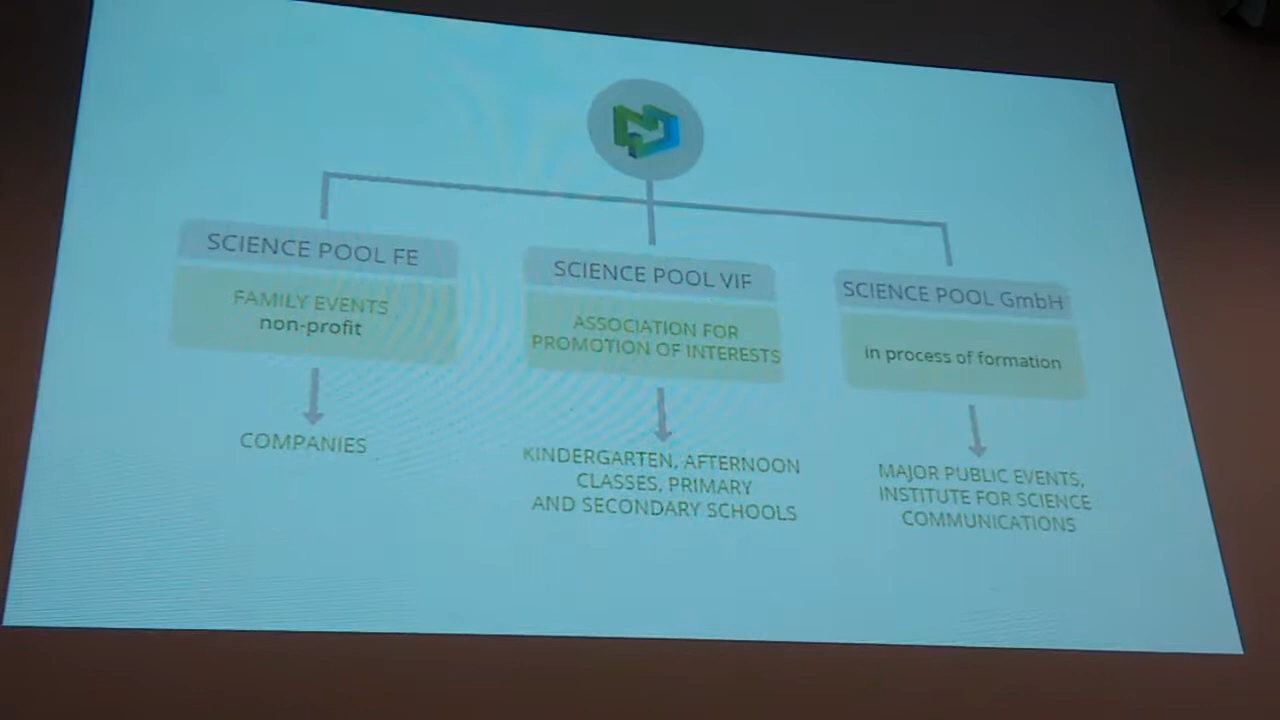 SCIENCE POOL FE
FAMILY EVENTS
non-profit
COMPANIES
SCIENCE POOL VIF
ASSOCIATION FOR
PROMOTION OF INTERESTS
KINDERGARTEN, AFTERNOON
CLASSES, PRIMARY
AND SECONDARY SCHOOLS
SCIENCE POOL GmbH
in process of formation
MAJOR PUBLIC EVENTS,
INSTITUTE FOR SCIENCE
COMMUNICATIONS